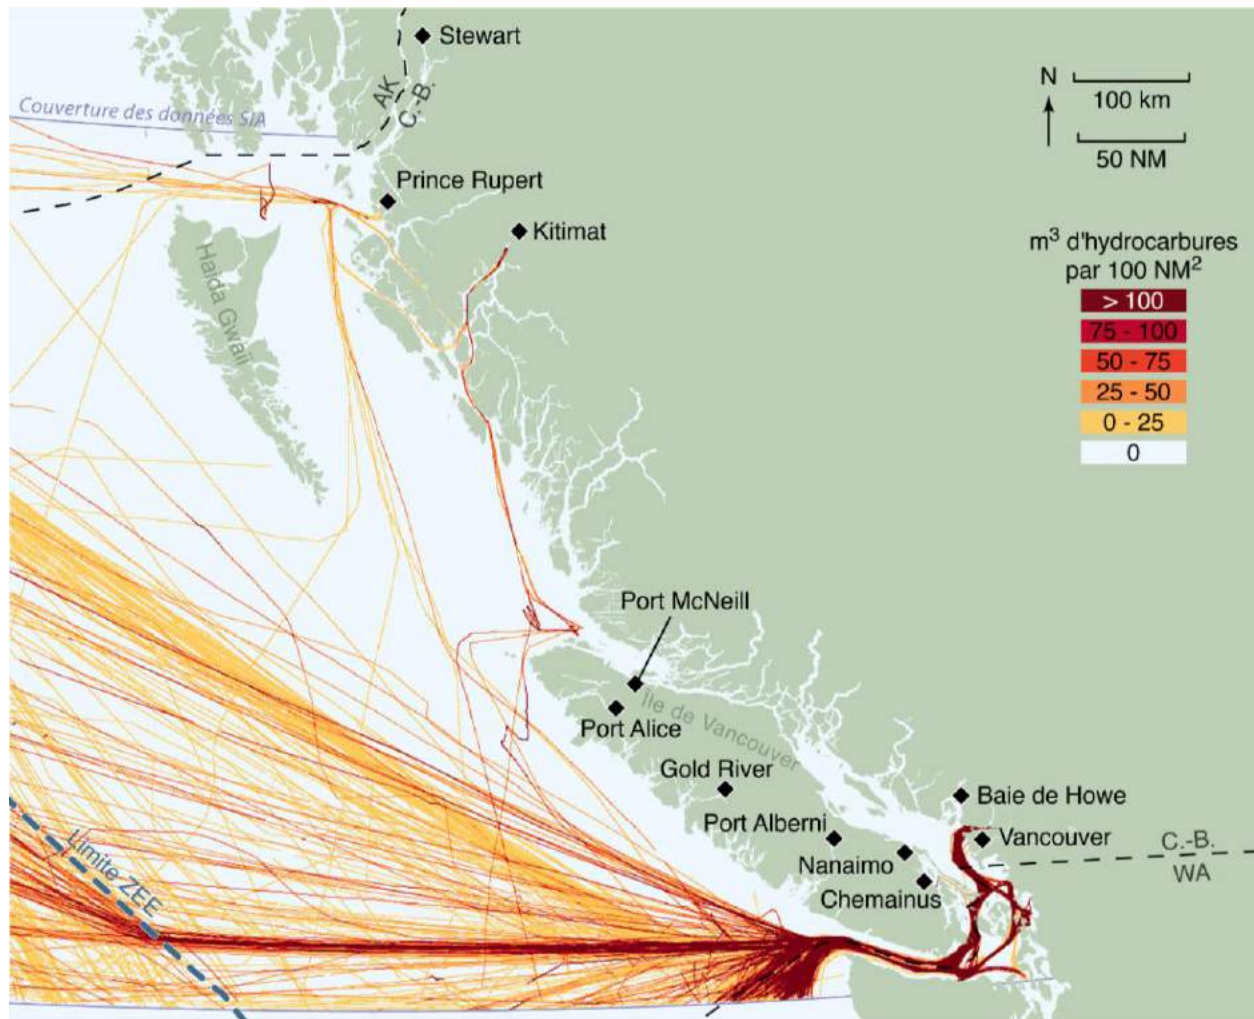 Stewart
AK
C.-B.
Couverture des données SIA
N
100 km
50 NM
Prince Rupert
Kitimat
m³ d'hydrocarbures
par 100 NM²
> 100
75 - 100
50 - 75
25 - 50
0 - 25
0
Haida Gwaii
Port McNeill
Île de Vancouver
Port Alice
Gold River
Baie de Howe
Port Alberni
Vancouver
C.-B.
WA
Nanaimo
Chemainus
Limite ZEE